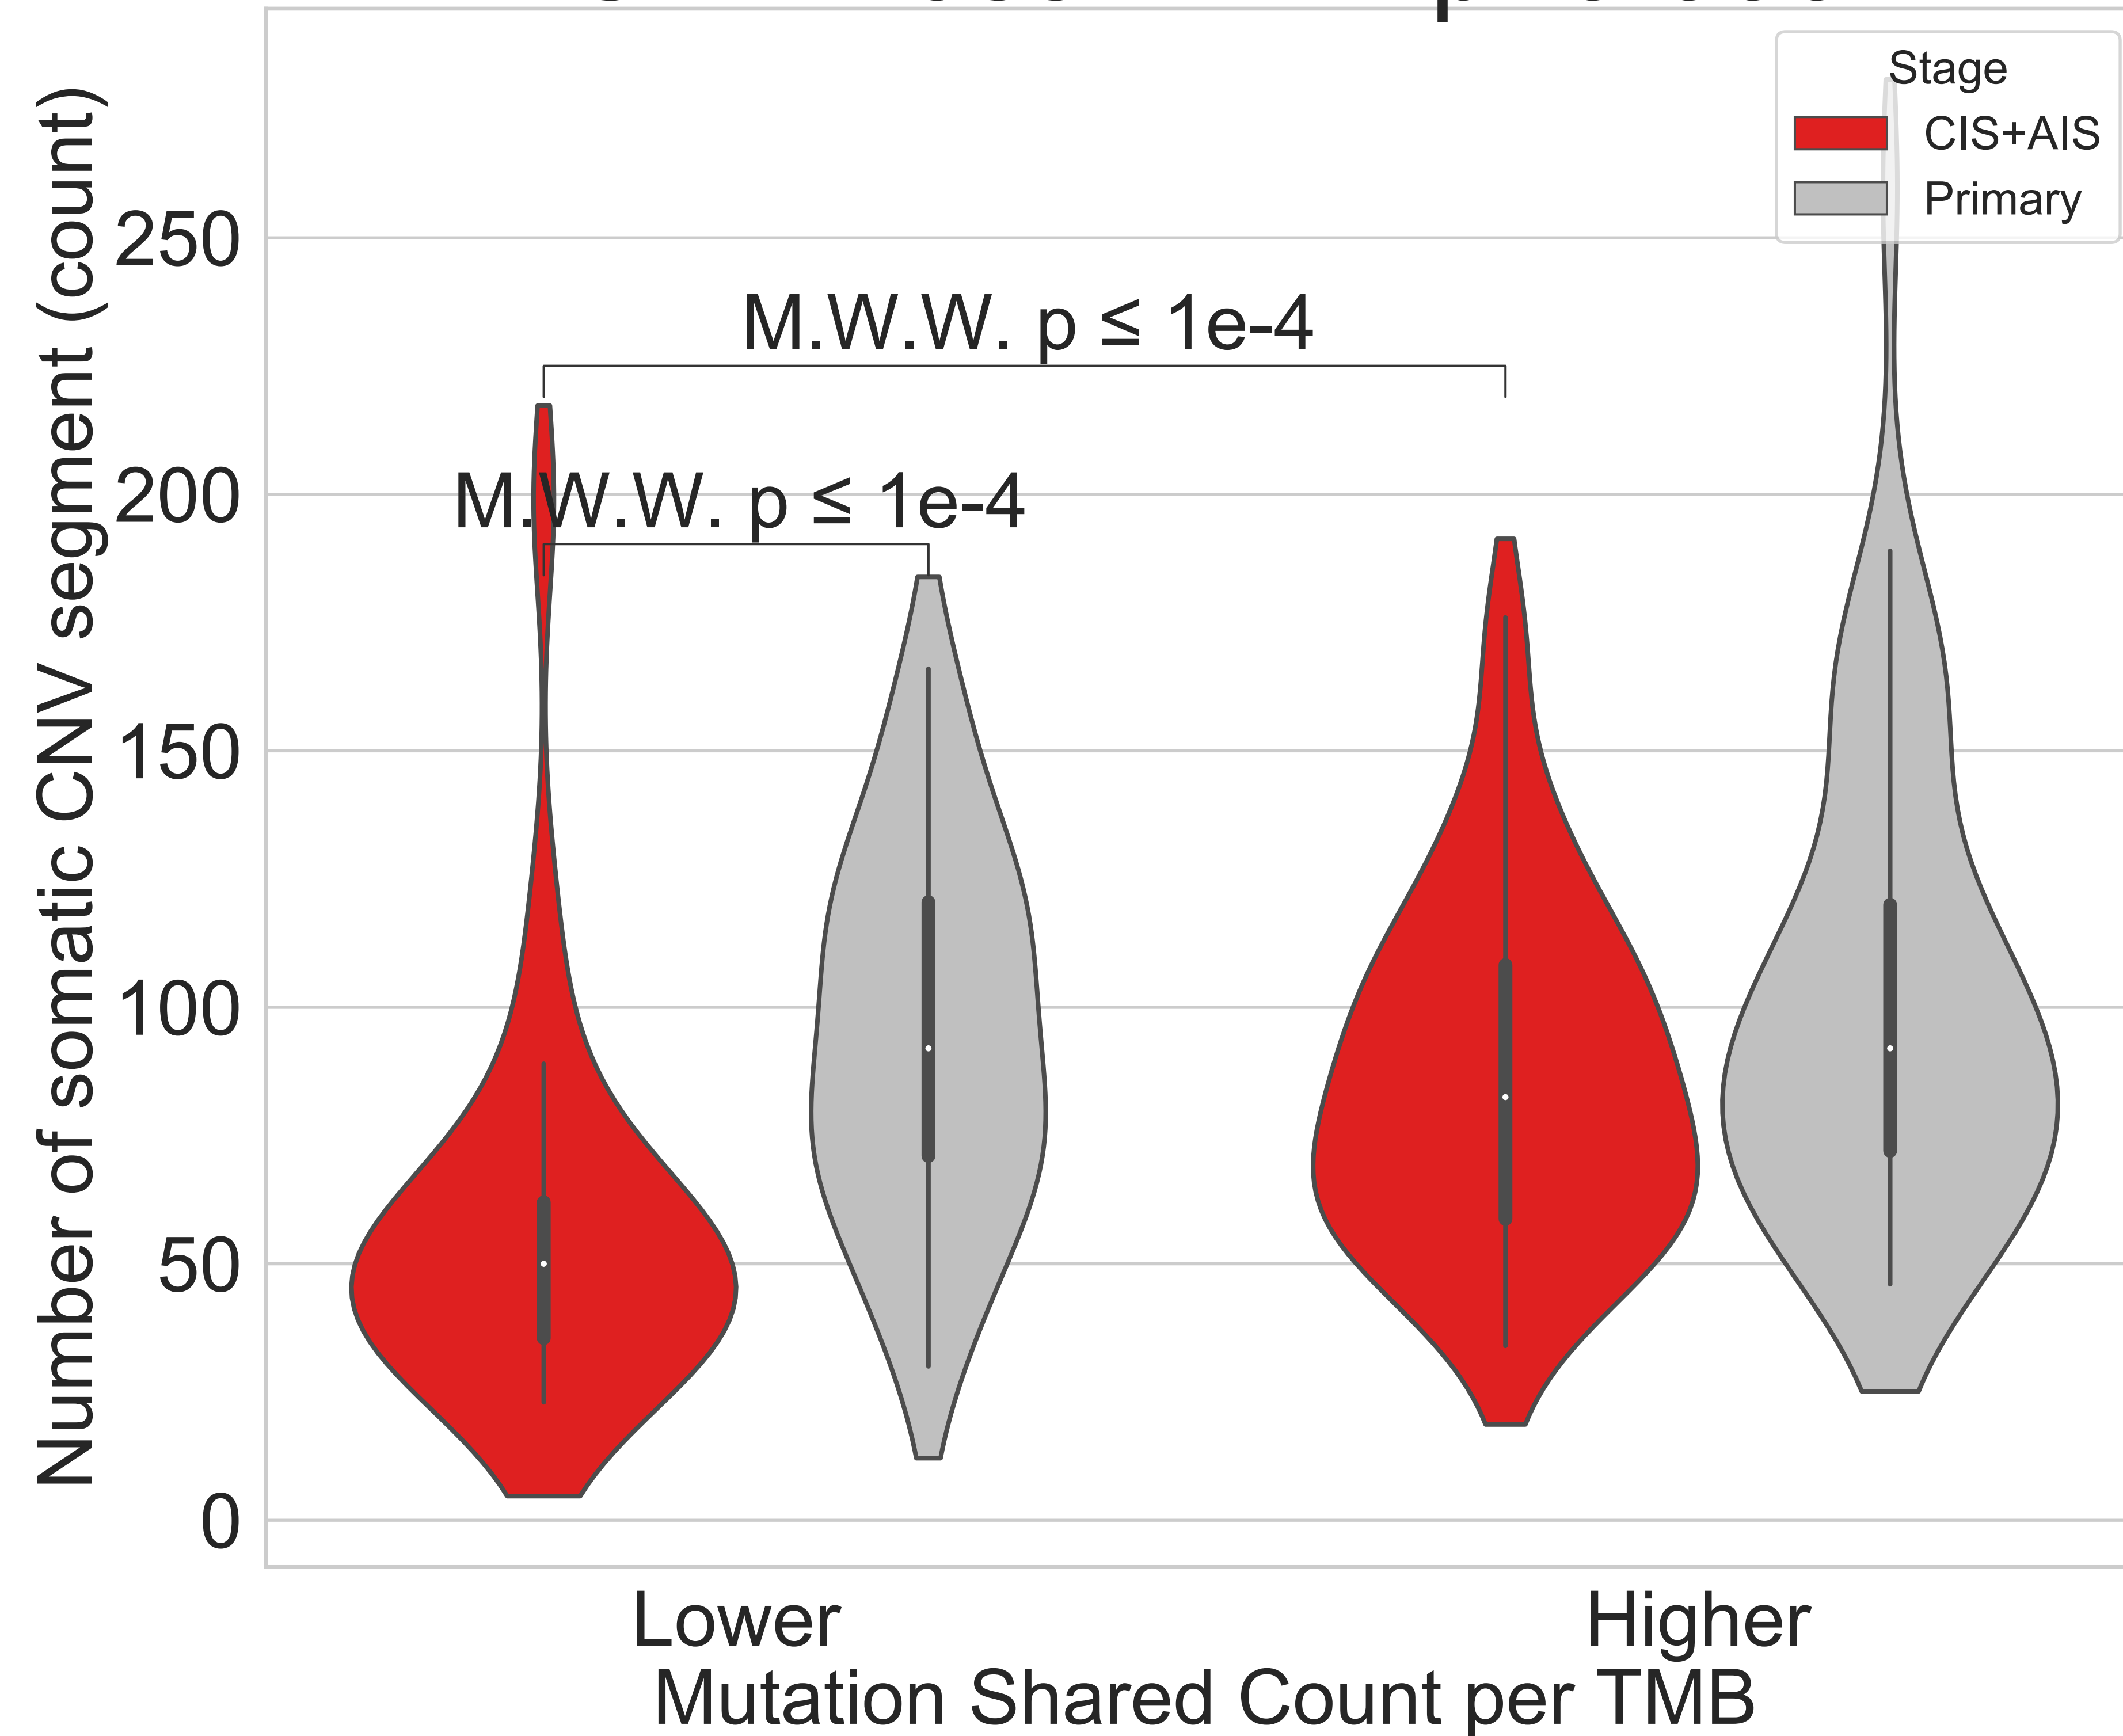 Stage
CIS+AIS
Primary
Number of somatic CNV segment (count)
250
200
150
100
50
0
M.W.W. p ≤ 1e-4
M.W.W. p ≤ 1e-4
Lower
Higher
Mutation Shared Count per TMB